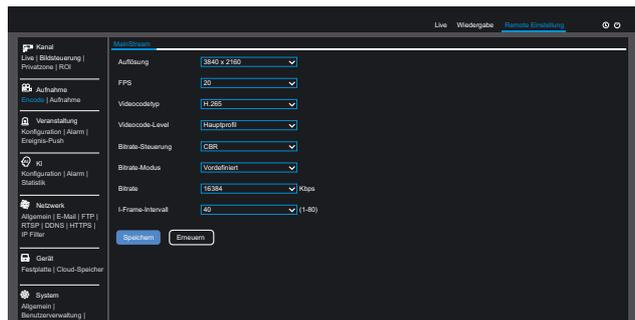 Live Wiedergabe Remote Einstellung
Kanal
Live | Bildsteuerung |
Privatzone | ROI
Aufnahme
Encode | Aufnahme
Veranstaltung
Konfiguration | Alarm |
Ereignis-Push
KI
Konfiguration | Alarm |
Statistik
Netzwerk
Allgemein | E-Mail | FTP |
RTSP | DDNS | HTTPS |
IP Filter
Gerät
Festplatte | Cloud-Speicher
System
Allgemein |
Benutzerverwaltung |
MainStream
Auflösung 3840 x 2160
FPS 20
Videocodetyp H.265
Videocode-Level Hauptprofil
Bitrate-Steuerung CBR
Bitrate-Modus Vordefiniert
Bitrate 16384 Kbps
I-Frame-Intervall 40 (1-80)
Speichern Erneuern